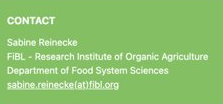 CONTACT
Sabine Reinecke
FiBL - Research Institute of Organic Agriculture
Department of Food System Sciences
sabine.reinecke(at)fibl.org